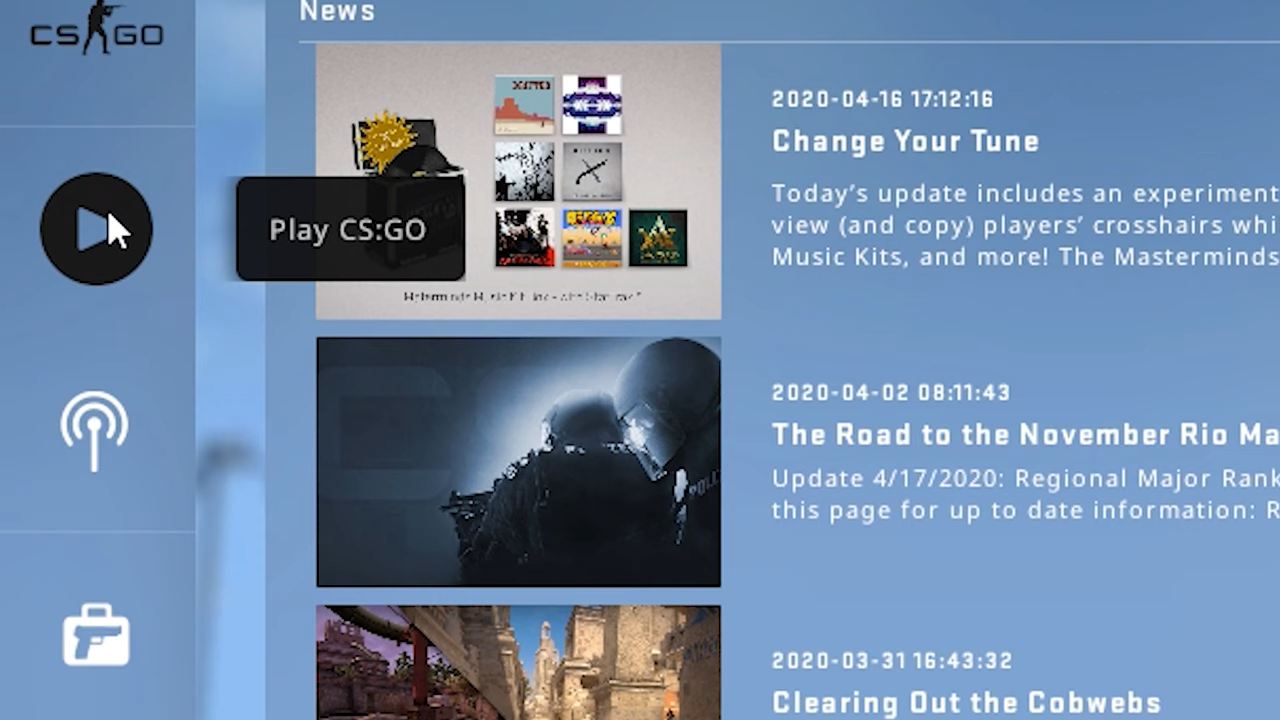 CS GO
News
2020-04-16 17:12:16
Change Your Tune
Today's update includes an experiment
view (and copy) players' crosshairs whi
Music Kits, and more! The Masterminds
Play CS:GO
2020-04-02 08:11:43
The Road to the November Rio Ma
Update 4/17/2020: Regional Major Rank
this page for up to date information: R
2020-03-31 16:43:32
Clearing Out the Cobwebs